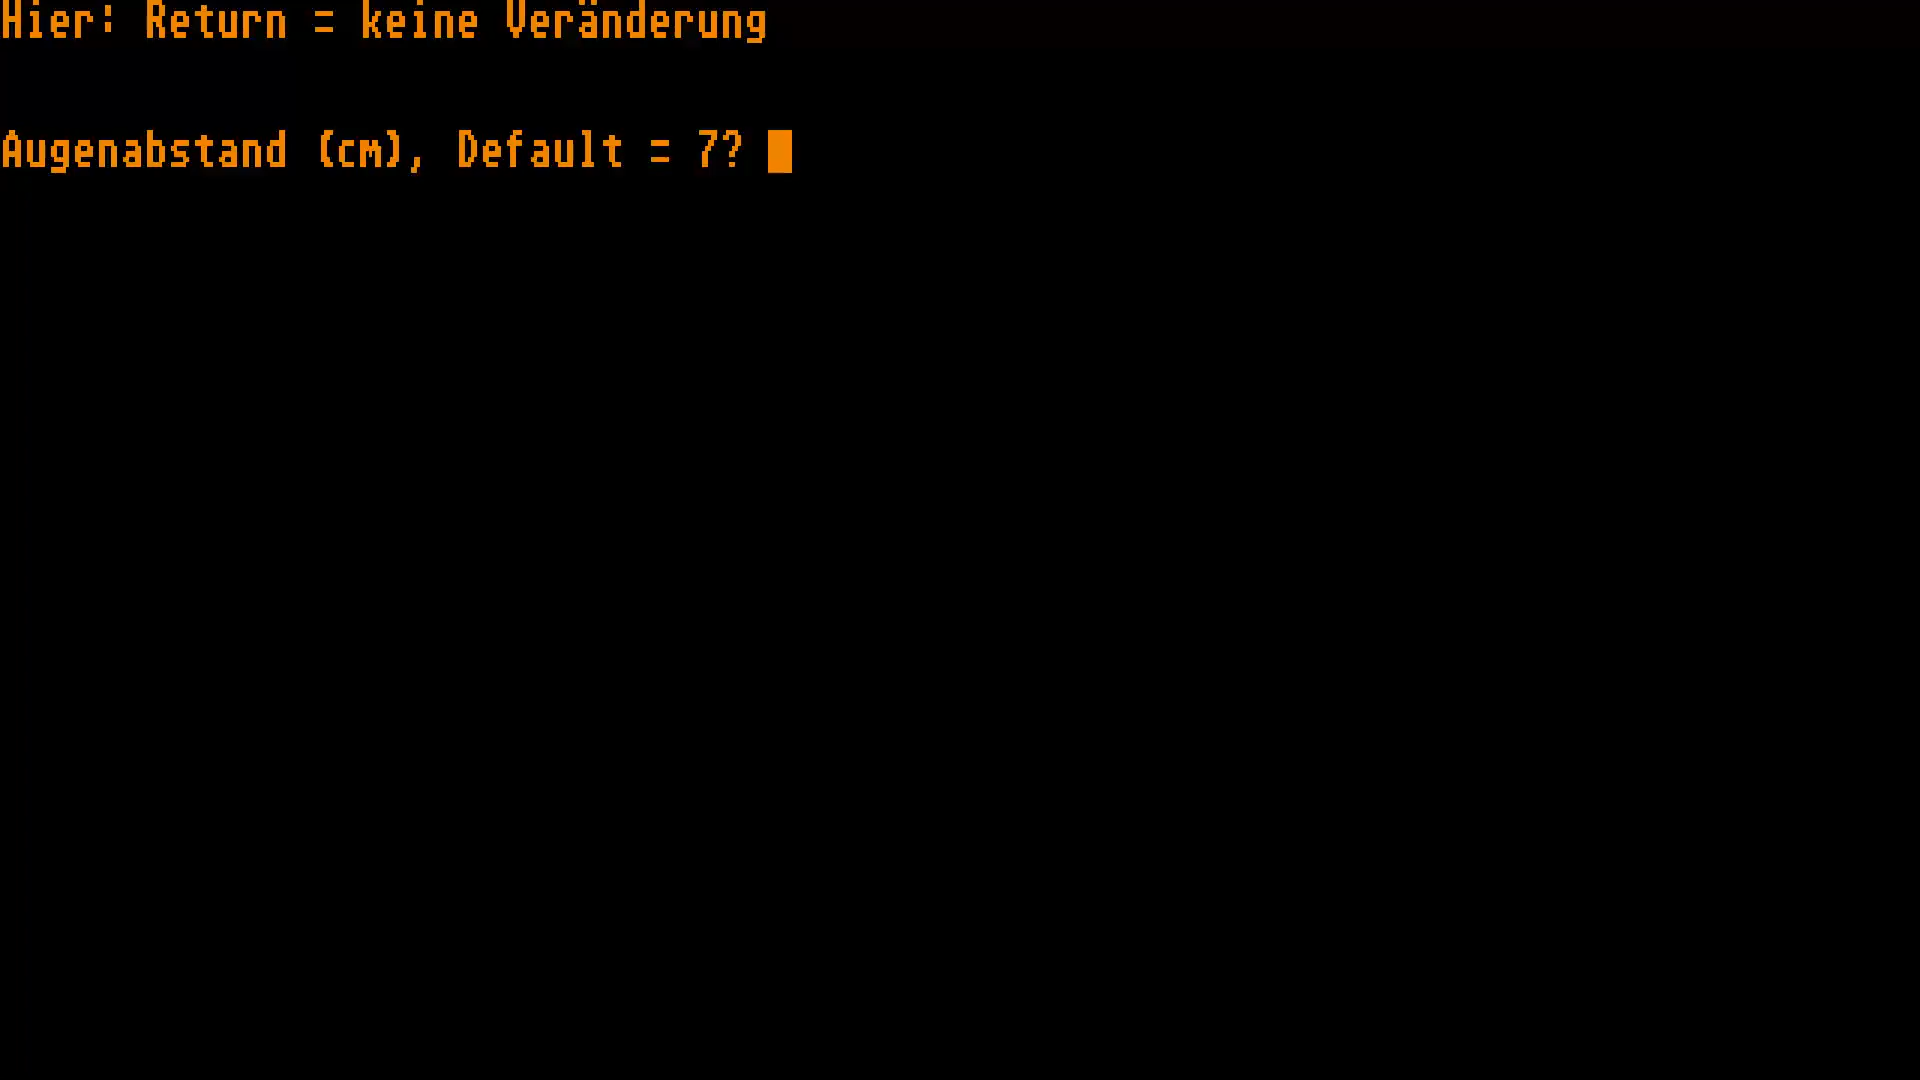 Hier: Return = keine Veränderung
Augenabstand (cm), Default = 7?